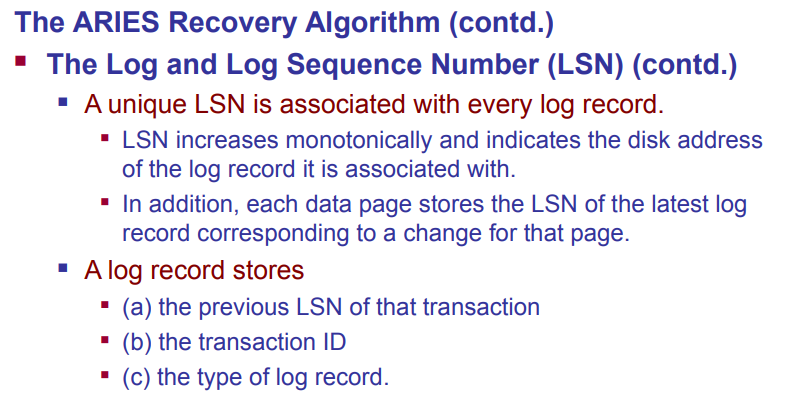 The ARIES Recovery Algorithm (contd.)
The Log and Log Sequence Number (LSN) (contd.)
A unique LSN is associated with every log record.
LSN increases monotonically and indicates the disk address
of the log record it is associated with.
In addition, each data page stores the LSN of the latest log
record corresponding to a change for that page.
A log record stores
(a) the previous LSN of that transaction
(b) the transaction ID
(c) the type of log record.